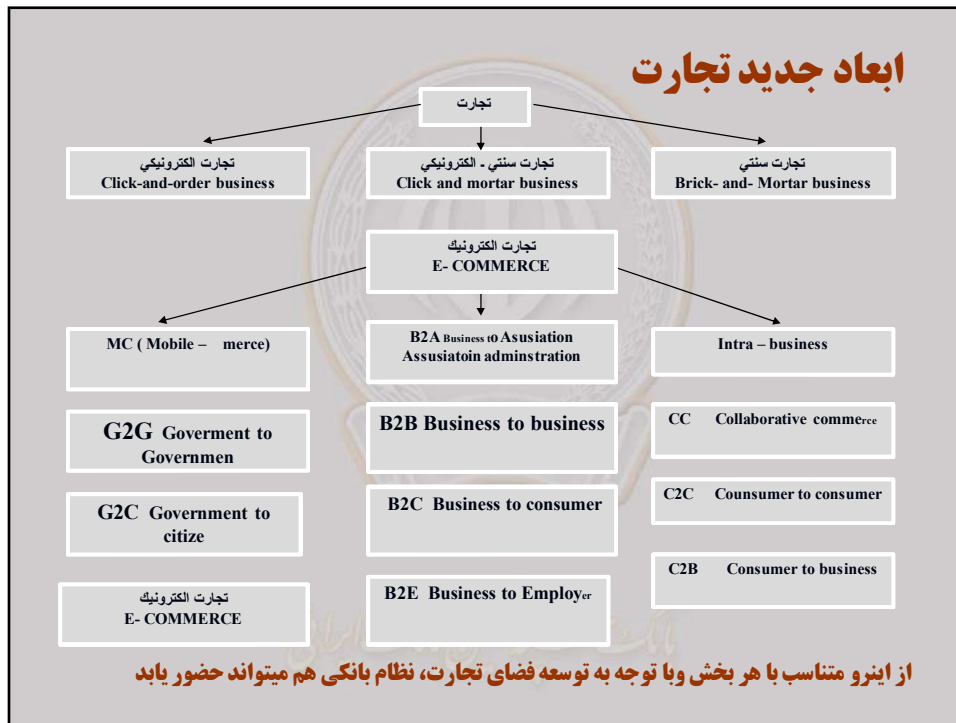 ابعاد جدید تجارت
تجارت
تجارت سنتي
Brick- and- Mortar business
تجارت سنتي ـ الكترونيكي
Click and mortar business
تجارت الكترونيكي
Click-and-order business
تجارت الكترونيك
E- COMMERCE
Intra – business
B2A Business to Asusiation
Assusiatoin adminstration
MC ( Mobile – merce)
CC Collaborative commerce
B2B Business to business
G2G Goverment to
Governmen
C2C Counsumer to consumer
B2C Business to consumer
G2C Government to
citize
C2B Consumer to business
B2E Business to Employer
تجارت الكترونيك
E- COMMERCE
از اینرو متناسب با هر بخش وبا توجه به توسعه فضای تجارت، نظام بانکی هم میتواند حضور یابد